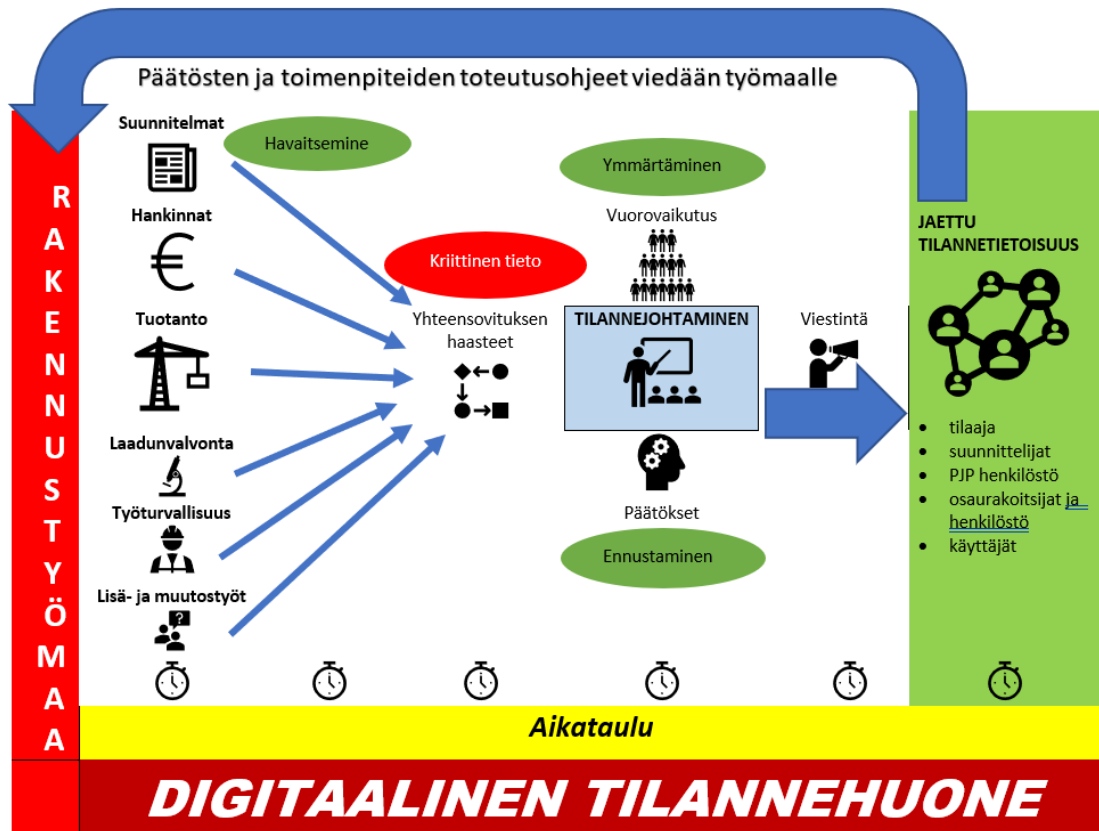 Päätösten ja toimenpiteiden toteutusohjeet viedään työmaalle
RAKENNUSTYÖMAA
Suunnitelmat
Havaitsemine
Hankinnat
Tuotanto
Laadunvalvonta
Työturvallisuus
Lisä- ja muutostyöt
Kriittinen tieto
Yhteensovituksen
haasteet
Ymmärtäminen
Vuorovaikutus
TILANNEJOHTAMINEN
Päätökset
Ennustaminen
Viestintä
JAETTU
TILANNETIETOISUUS
• tilaaja
• suunnittelijat
• PJP henkilöstö
• osaurakoitsijat ja
henkilöstö
• käyttäjät
?
Aikataulu
DIGITAALINEN TILANNEHUONE